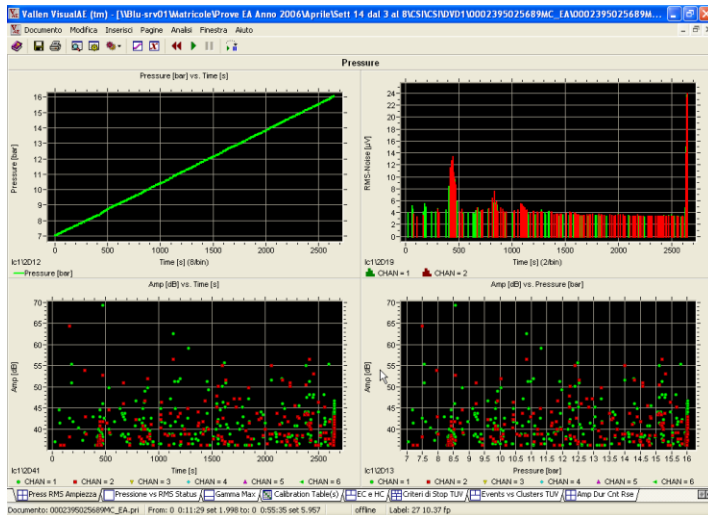 Vallen VisualAE (tm) - [\\Blu-srv01\Matricole\Prove EA Anno 2006\Aprile\Sett 14 dal 3 al 8\CSI\CSI\DVD1\0002395025689MC_EA\0002395025689M...
Documento Modifica Inserisci Pagine Analisi Finestra Aiuto
Pressure
Pressure [bar] vs. Time [s]
16
15
14
13
12
11
10
9
8
7
Pressure [bar]
0 500 1000 1500 2000 2500
lc1\2D12 Time [s] (8/bin)
Pressure [bar]
24
22
20
18
16
14
12
10
8
6
4
2
0
RMS-Noise [µV]
0 500 1000 1500 2000 2500
lc1\2D19 Time [s] (2/bin)
CHAN = 1 CHAN = 2
Amp [dB] vs. Time [s]
70
65
60
55
50
45
40
Amp [dB]
0 500 1000 1500 2000 2500
lc1\2D41 Time [s]
CHAN = 1 CHAN = 2 CHAN = 3 CHAN = 4 CHAN = 5 CHAN = 6
Amp [dB] vs. Pressure [bar]
70
65
60
55
50
45
40
Amp [dB]
7 7.5 8 8.5 9 9.5 10 10.5 11 11.5 12 12.5 13 13.5 14 14.5 15 15.5 16
lc1\2D13 Pressure [bar]
CHAN = 1 CHAN = 2 CHAN = 3 CHAN = 4 CHAN = 5 CHAN = 6
Press RMS Ampiezza Pressione vs RMS Status Gamma Max Calibration Table(s) EC e HC Criteri di Stop TUV Events vs Clusters TUV Amp Dur Cnt Rse
Documento: 0002395025689MC_EA.pri From: 0 0:11:29 set 1.998 to: 0 0:55:35 set 5.957 offline Label: 27 10.37 fp